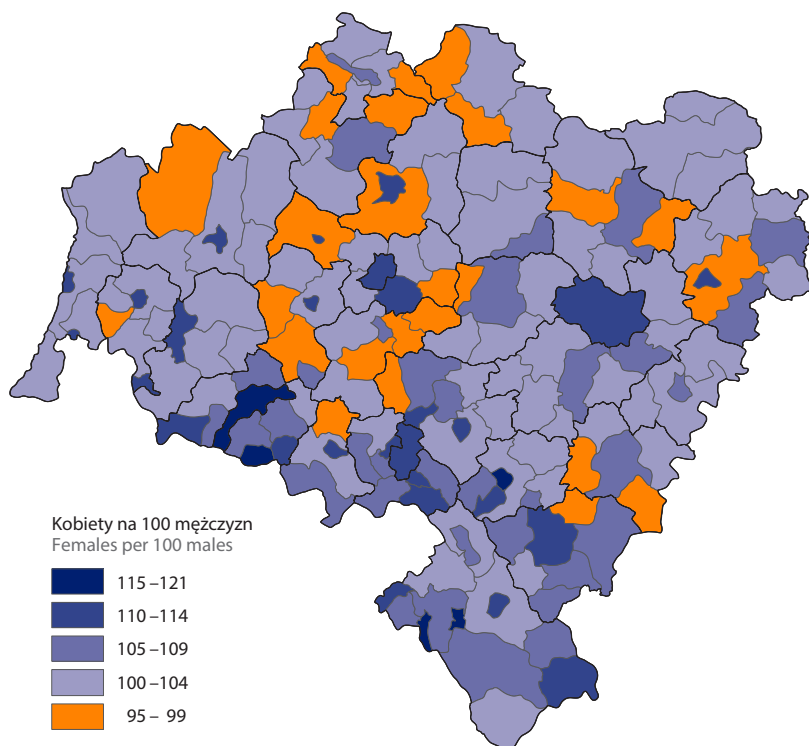 Kobiety na 100 mężczyzn
Females per 100 males
115 –121
110 –114
105 –109
100 –104
95 – 99